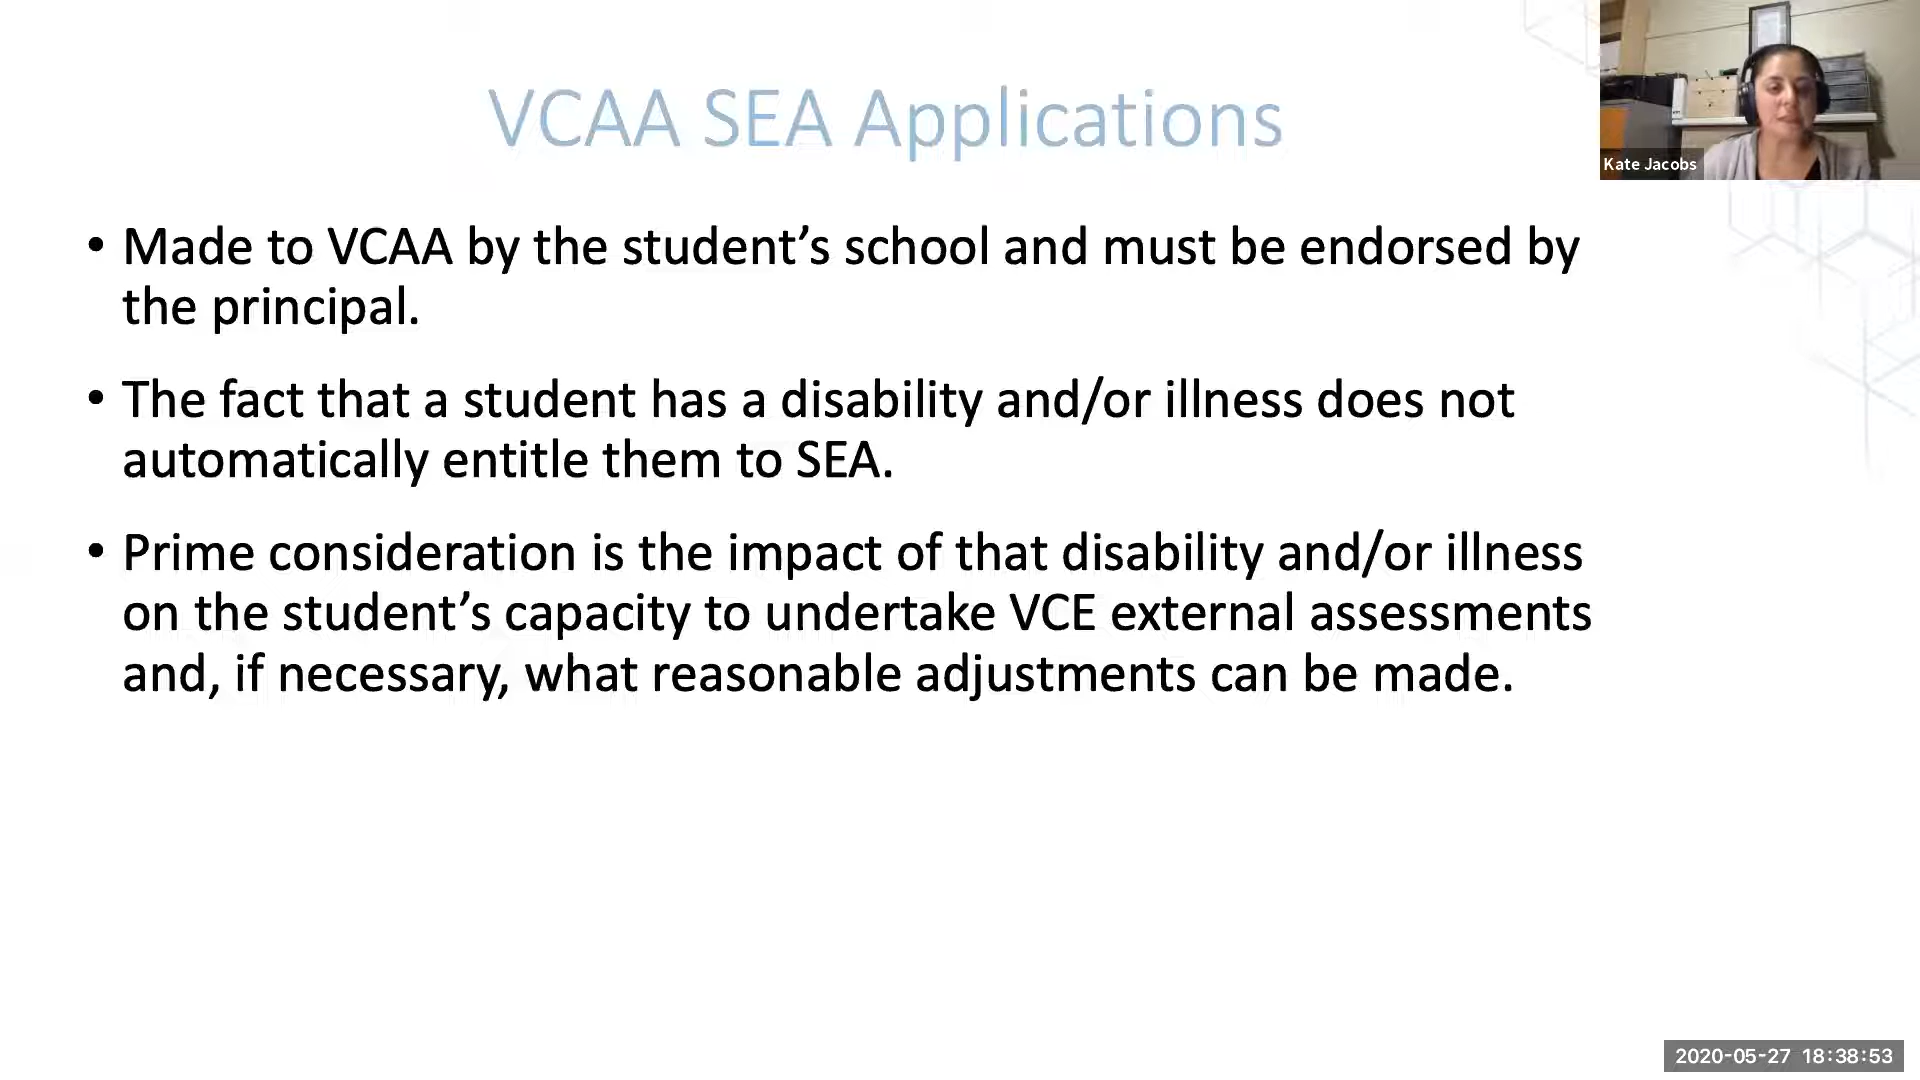 VCAA SEA Applications
Kate Jacobs
• Made to VCAA by the student’s school and must be endorsed by
the principal.
• The fact that a student has a disability and/or illness does not
automatically entitle them to SEA.
• Prime consideration is the impact of that disability and/or illness
on the student’s capacity to undertake VCE external assessments
and, if necessary, what reasonable adjustments can be made.
2020-05-27 18:38:53